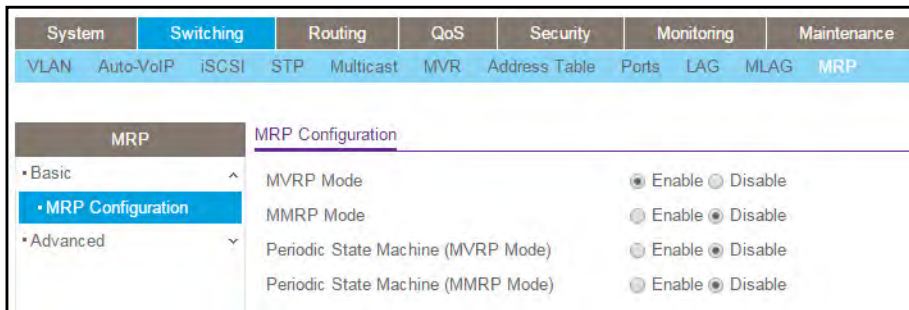 System Switching Routing QoS Security Monitoring Maintenance
VLAN Auto-VoIP iSCSI STP Multicast MVR Address Table Ports LAG MLAG MRP
MRP
Basic
MRP Configuration
Advanced
MRP Configuration
MVRP Mode Enable Disable
MMRP Mode Enable Disable
Periodic State Machine (MVRP Mode) Enable Disable
Periodic State Machine (MMRP Mode) Enable Disable